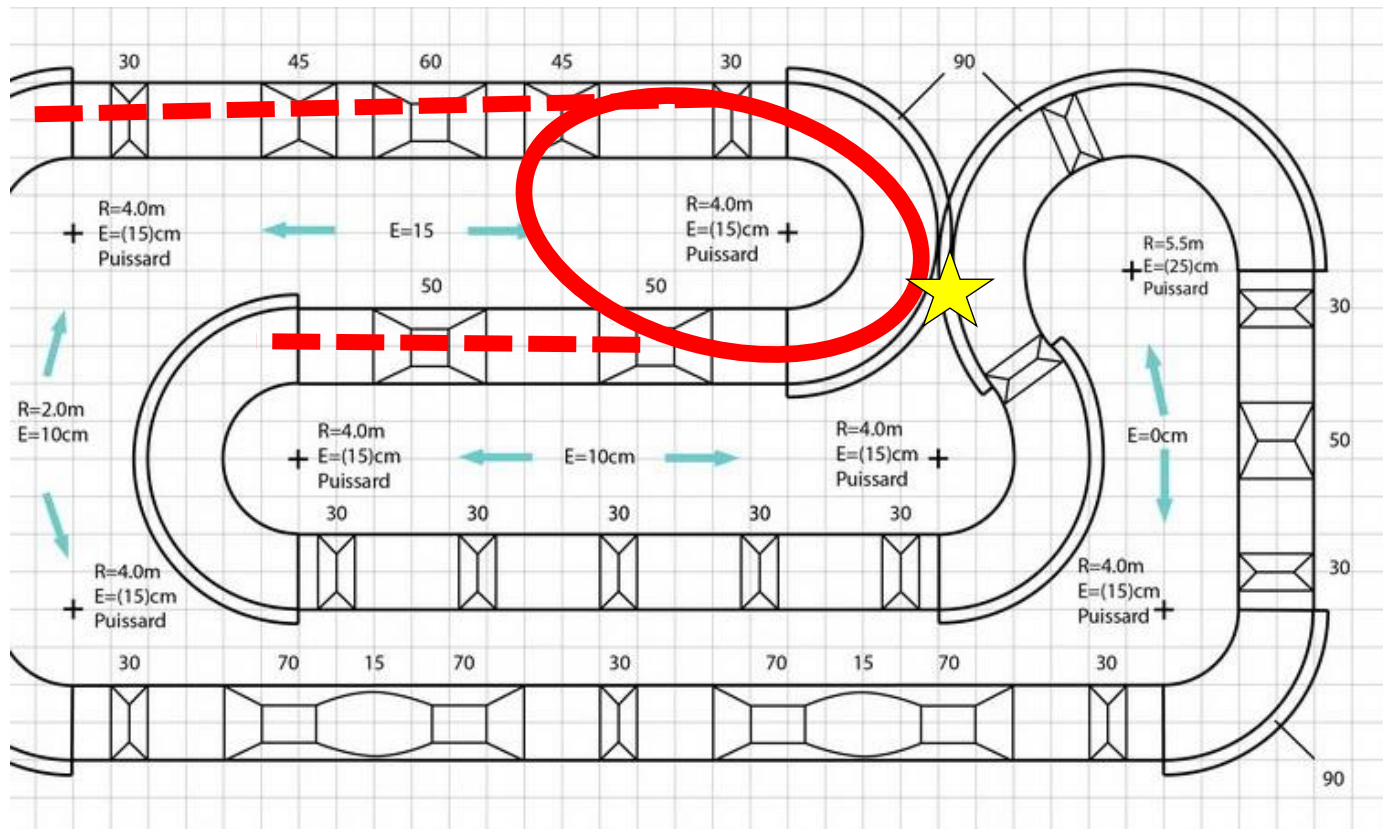 30 45 60 45 30 90
R=4.0m
E=(15)cm
Puissard
E=15
R=4.0m
E=(15)cm
Puissard
R=5.5m
E=(25)cm
Puissard
50 50
30
R=2.0m
E=10cm
R=4.0m
E=(15)cm
Puissard
E=10cm
R=4.0m
E=(15)cm
Puissard
E=0cm
50
30 30 30 30 30
R=4.0m
E=(15)cm
Puissard
R=4.0m
E=(15)cm
Puissard
30
30 70 15 70 30 70 15 70 30
90